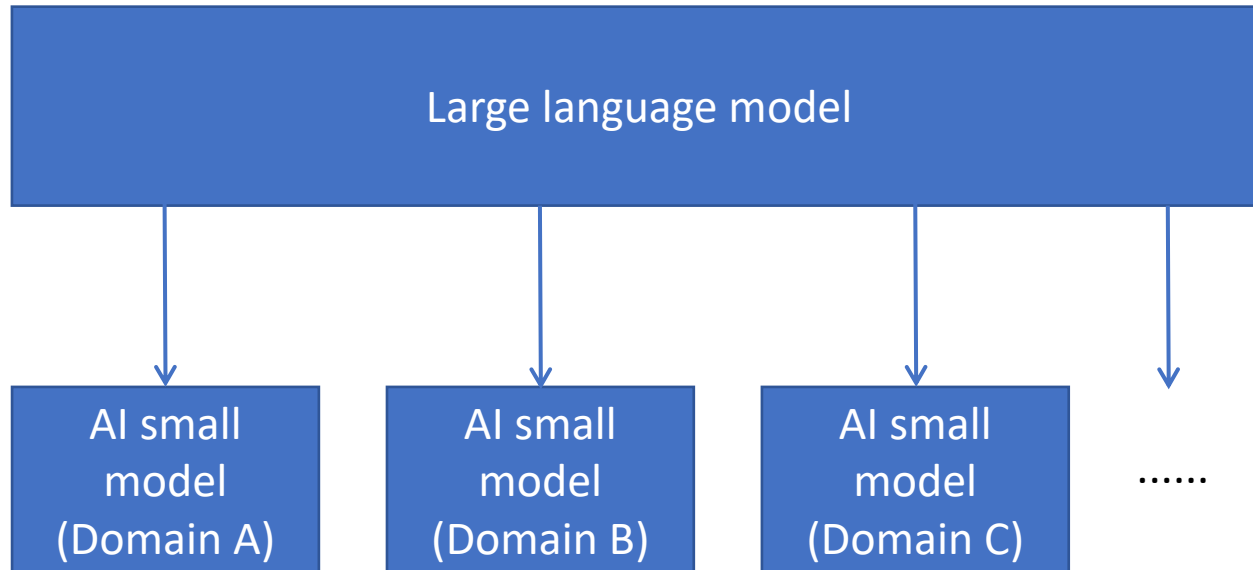 Large language model
AI small
model
(Domain A)
AI small
model
(Domain B)
AI small
model
(Domain C)
......